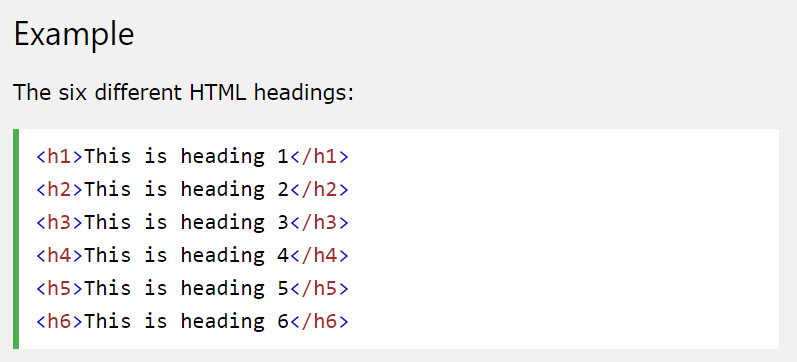 Example
The six different HTML headings:
<h1>This is heading 1</h1>
<h2>This is heading 2</h2>
<h3>This is heading 3</h3>
<h4>This is heading 4</h4>
<h5>This is heading 5</h5>
<h6>This is heading 6</h6>